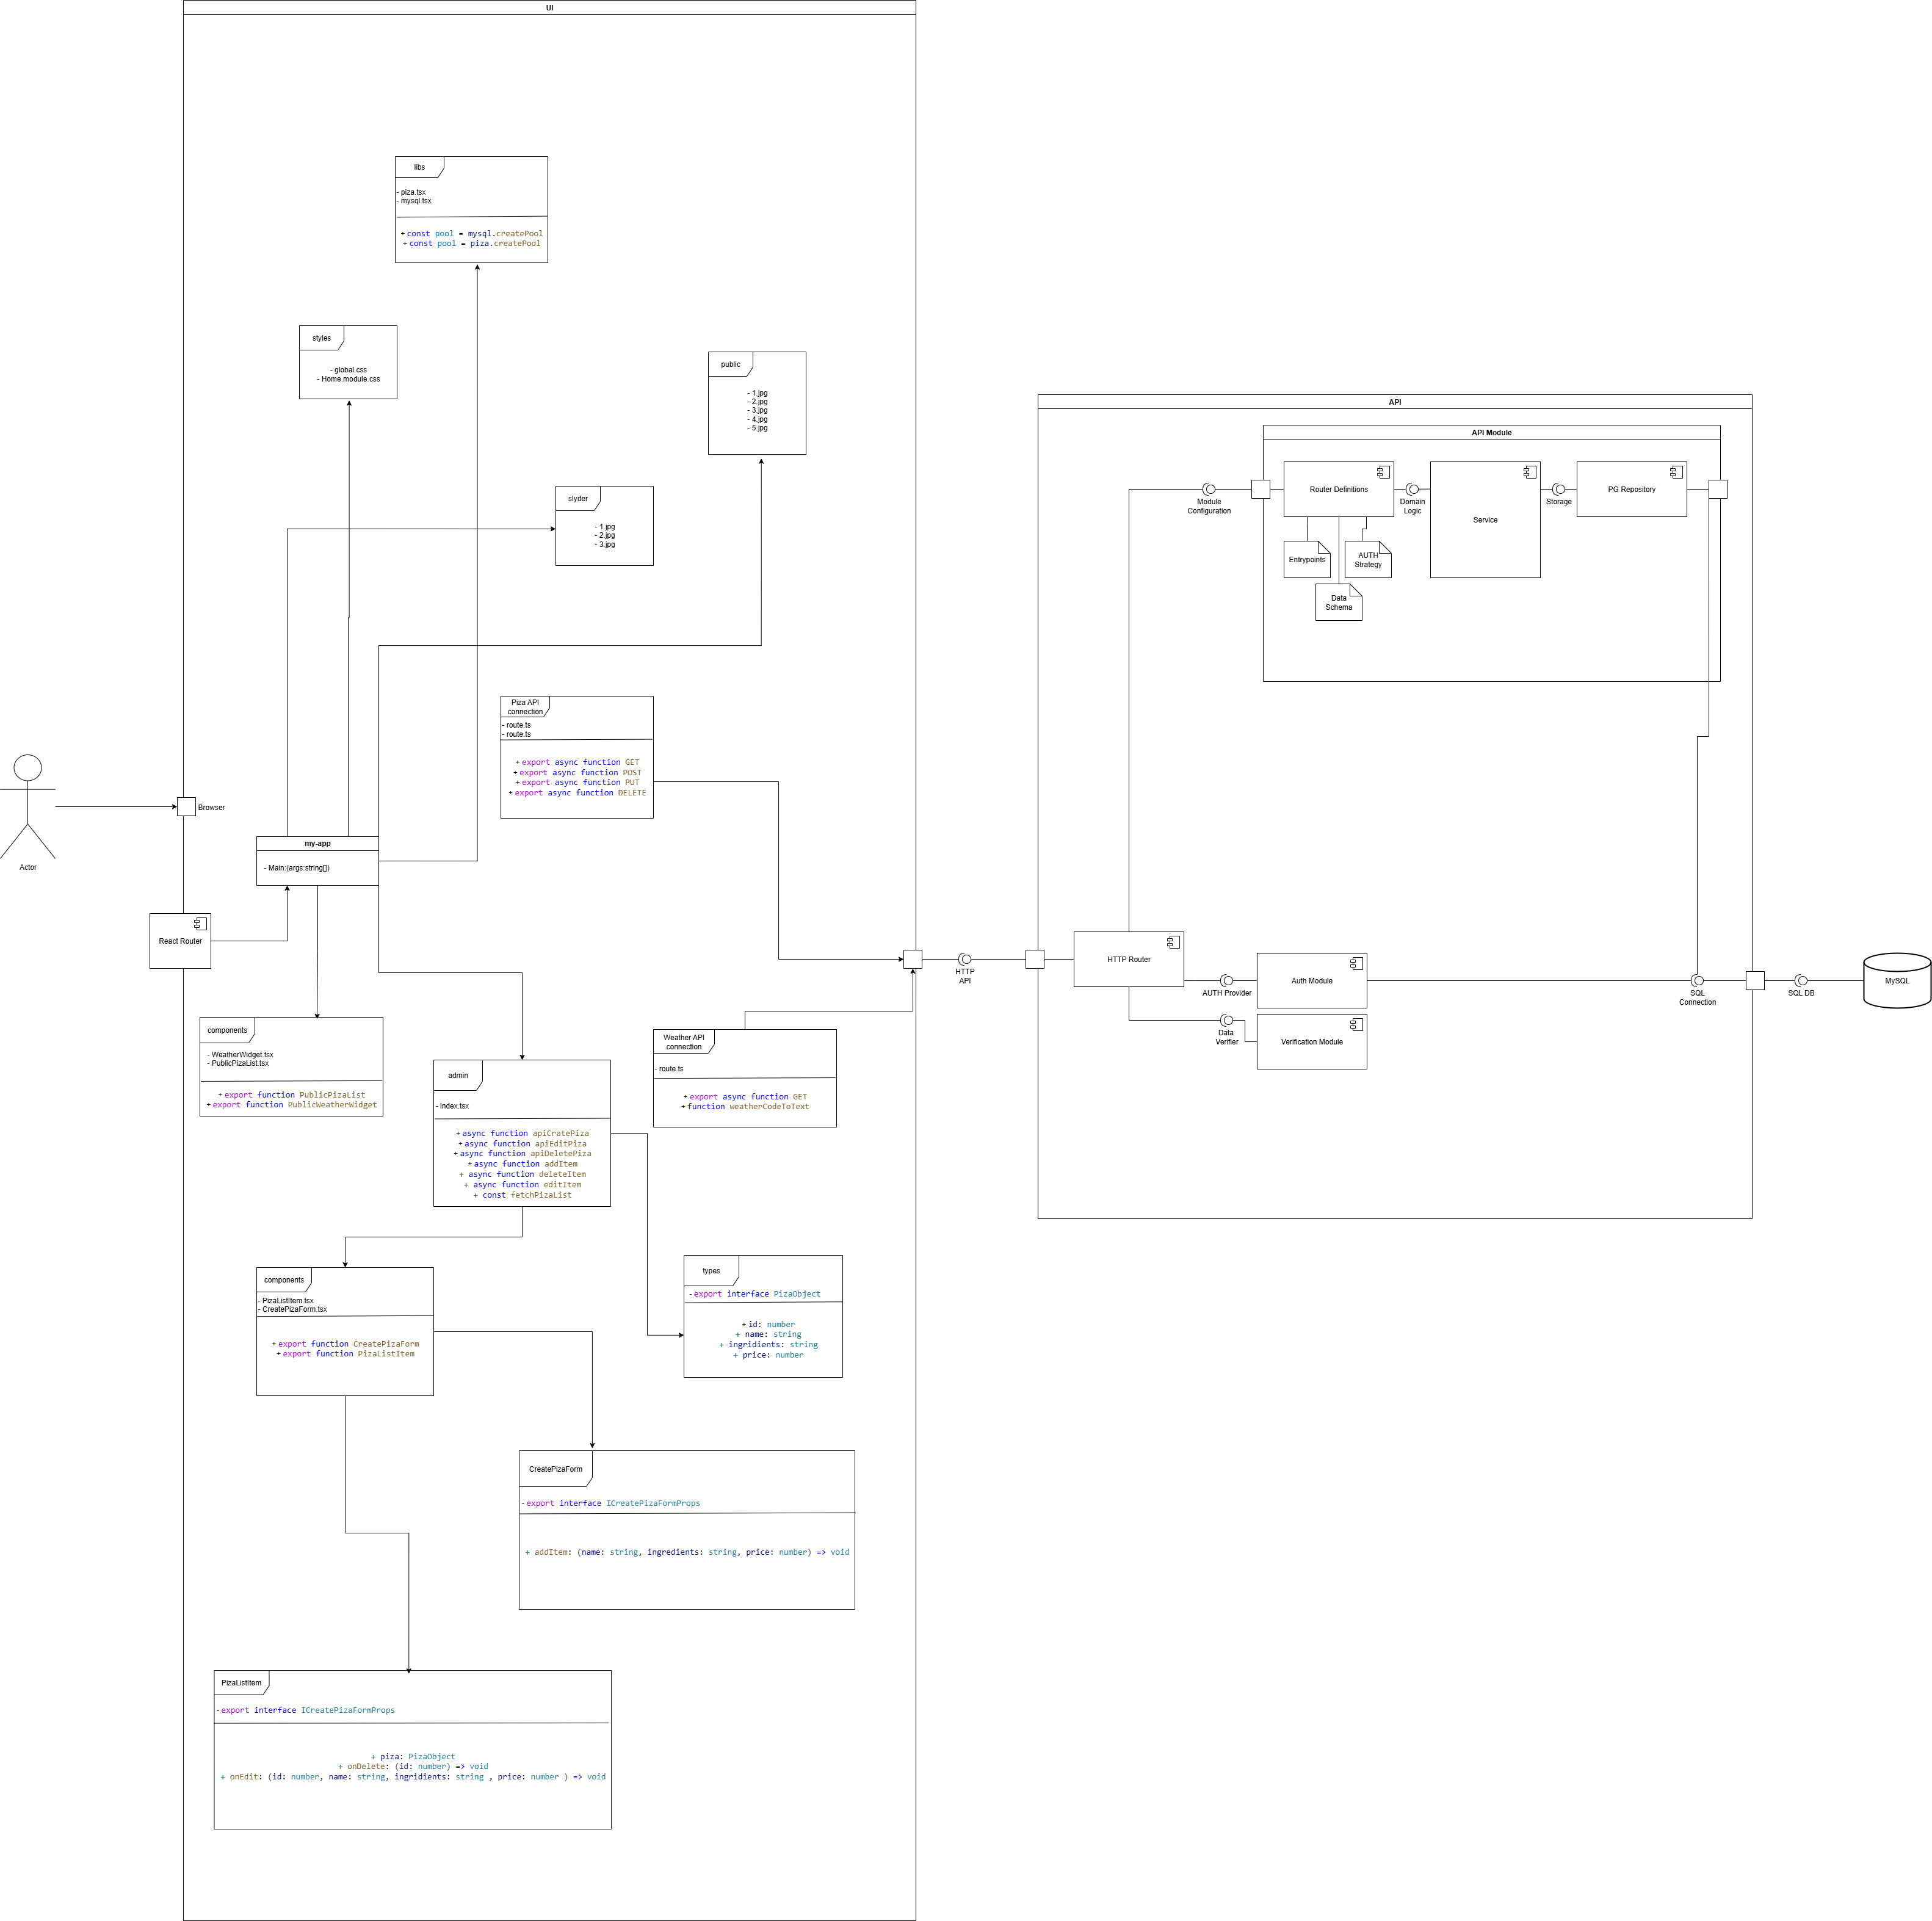 UI
libs
- piza.tsx
- mysql.tsx
+ const pool = mysql.createPool
+ const pool = piza.createPool
styles
- global.css
- Home.module.css
public
- 1.jpg
- 2.jpg
- 3.jpg
- 4.jpg
- 5.jpg
slyder
- 1.jpg
- 2.jpg
- 3.jpg
Piza API
connection
- route.ts
- route.ts
+ export async function GET
+ export async function POST
+ export async function PUT
+ export async function DELETE
Actor
Browser
my-app
- Main:(args:string[])
React Router
components
- WeatherWidget.tsx
- PublicPizaList.tsx
+ export function PublicPizaList
+ export function PublicWeatherWidget
admin
- index.tsx
+ async function apiCratePiza
+ async function apiEditPiza
+ async function apiDeletePiza
+ async function addItem
+ async function deleteItem
+ async function editItem
+ const fetchPizaList
Weather API
connection
- route.ts
+ export async function GET
+ function weatherCodeToText
components
- PizaListItem.tsx
- CreatePizaForm.tsx
+ export function CreatePizaForm
+ export function PizaListItem
types
- export interface PizaObject
+ id: number
+ name: string
+ ingridients: string
+ price: number
CreatePizaForm
- export interface ICreatePizaFormProps
+ addItem: (name: string, ingredients: string, price: number) => void
PizaListItem
- export interface ICreatePizaFormProps
+ piza: PizaObject
+ onDelete: (id: number) => void
+ onEdit: (id: number, name: string, ingridients: string , price: number ) => void
HTTP
API
API
API Module
Module
Configuration
Router Definitions
Domain
Logic
Service
Storage
PG Repository
Entrypoints
AUTH
Strategy
Data
Schema
HTTP Router
AUTH Provider
Auth Module
Data
Verifier
Verification Module
SQL
Connection
SQL DB
MySQL